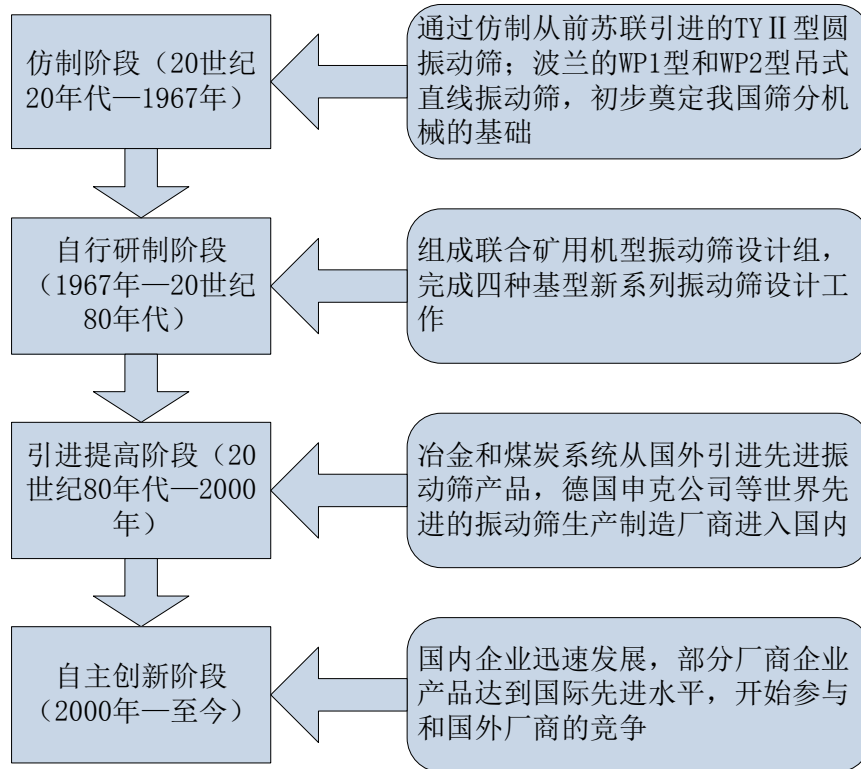 仿制阶段（20世纪
20年代—1967年）
通过仿制从前苏联引进的TYⅡ型圆
振动筛；波兰的WP1型和WP2型吊式
直线振动筛，初步奠定我国筛分机
械的基础
自行研制阶段
（1967年—20世纪
80年代）
组成联合矿用机型振动筛设计组，
完成四种基型新系列振动筛设计工
作
引进提高阶段（20
世纪80年代—2000
年）
冶金和煤炭系统从国外引进先进振
动筛产品，德国申克公司等世界先
进的振动筛生产制造厂商进入国内
自主创新阶段
（2000年—至今）
国内企业迅速发展，部分厂商企业
产品达到国际先进水平，开始参与
和国外厂商的竞争